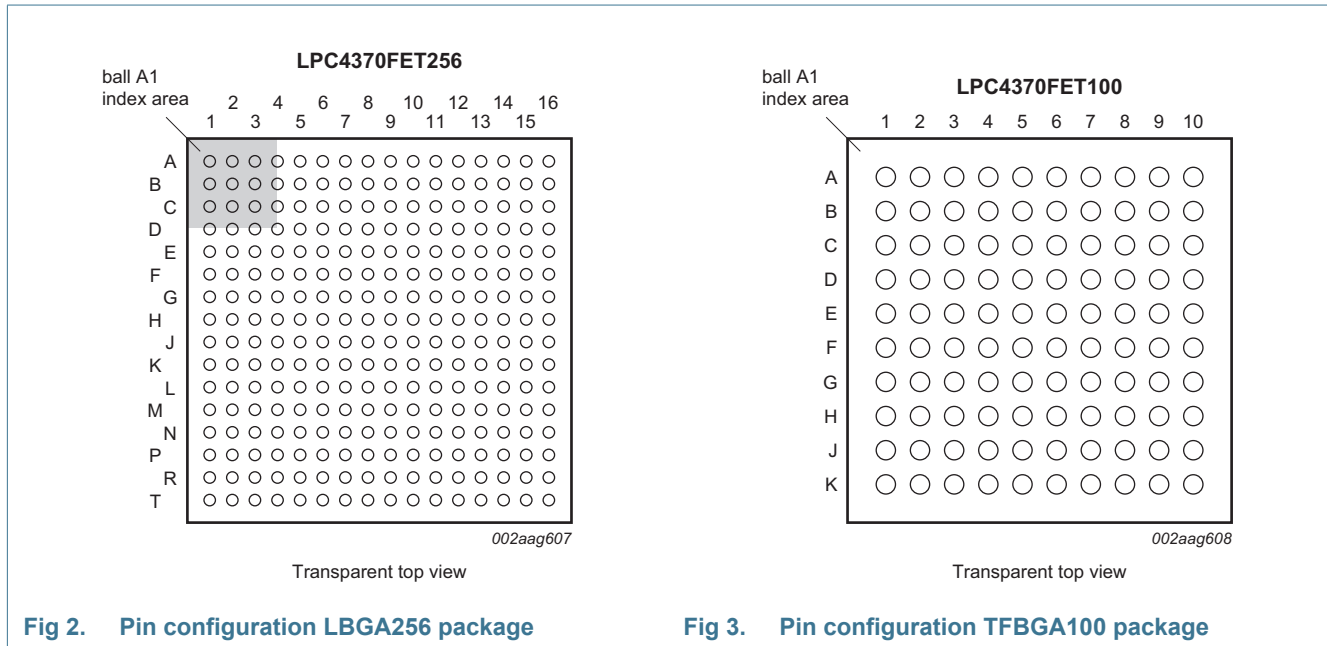 LPC4370FET256
ball A1
index area
2 4 6 8 10 12 14 16
1 3 5 7 9 11 13 15
A
B
C
D
E
F
G
H
J
K
L
M
N
P
R
T
002aag607
Transparent top view
Fig 2. Pin configuration LBGA256 package
LPC4370FET100
ball A1
index area
1 2 3 4 5 6 7 8 9 10
A
B
C
D
E
F
G
H
J
K
002aag608
Transparent top view
Fig 3. Pin configuration TFBGA100 package